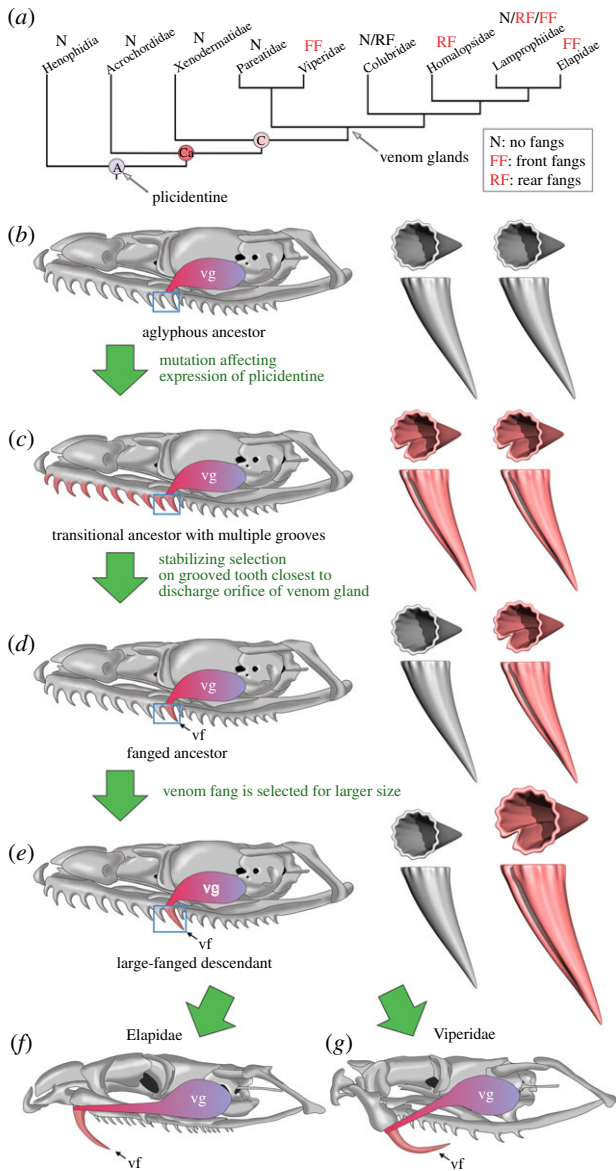 (a)
N
N
N
N
FF
N/RF
RF
N/RF/FF
FF
Henophidia
Acrochordidae
Xenodermatidae
Pareatidae
Viperidae
Colubridae
Homalopsidae
Lamprophiidae
Elapidae
C
Ca
A
venom glands
plicidentine
N: no fangs
FF: front fangs
RF: rear fangs
(b)
vg
aglyphous ancestor
mutation affecting
expression of plicidentine
(c)
vg
transitional ancestor with multiple grooves
stabilizing selection
on grooved tooth closest to
discharge orifice of venom gland
(d)
vg
vf
fanged ancestor
venom fang is selected for larger size
(e)
vg
vf
large-fanged descendant
Elapidae
Viperidae
(f)
(g)
vg
vg
vf
vf